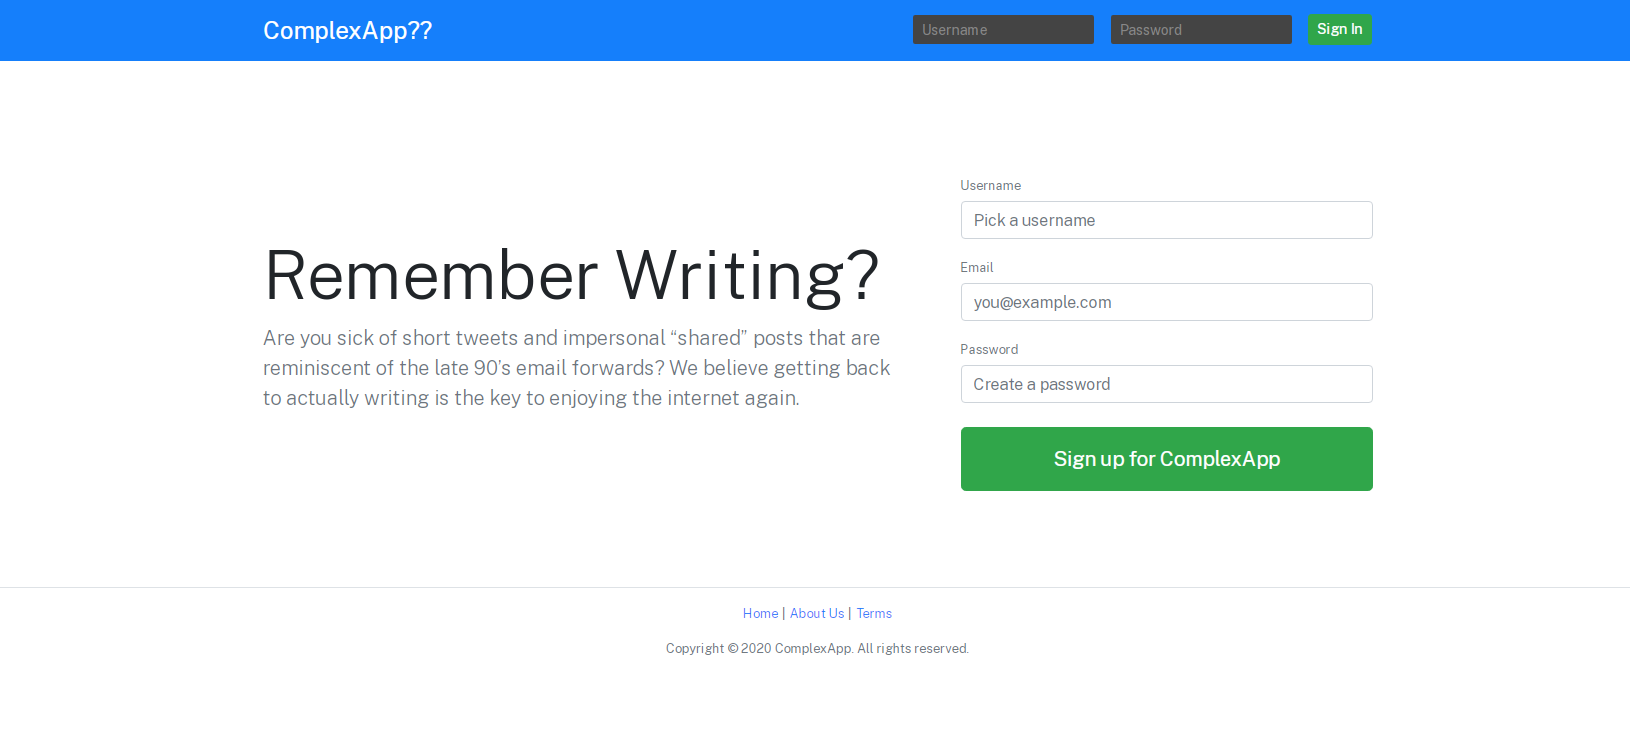 ComplexApp??
Username
Password
Sign In
Remember Writing?
Are you sick of short tweets and impersonal “shared” posts that are
reminiscent of the late 90’s email forwards? We believe getting back
to actually writing is the key to enjoying the internet again.
Username
Pick a username
Email
you@example.com
Password
Create a password
Sign up for ComplexApp
Home | About Us | Terms
Copyright © 2020 ComplexApp. All rights reserved.